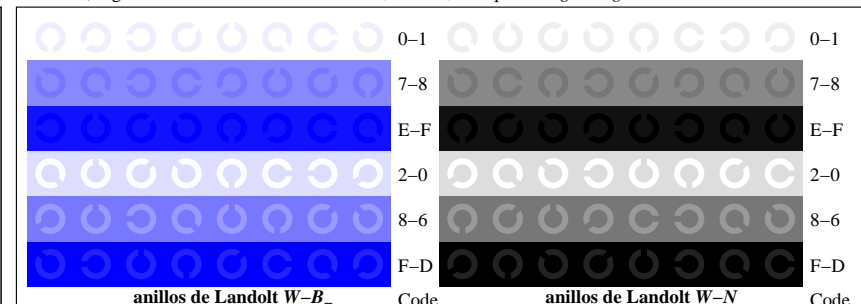 0–1 0–1
7–8 7–8
E–F E–F
2–0 2–0
8–6 8–6
F–D F–D
anillos de Landolt W–B_ Code anillos de Landolt W–N Code